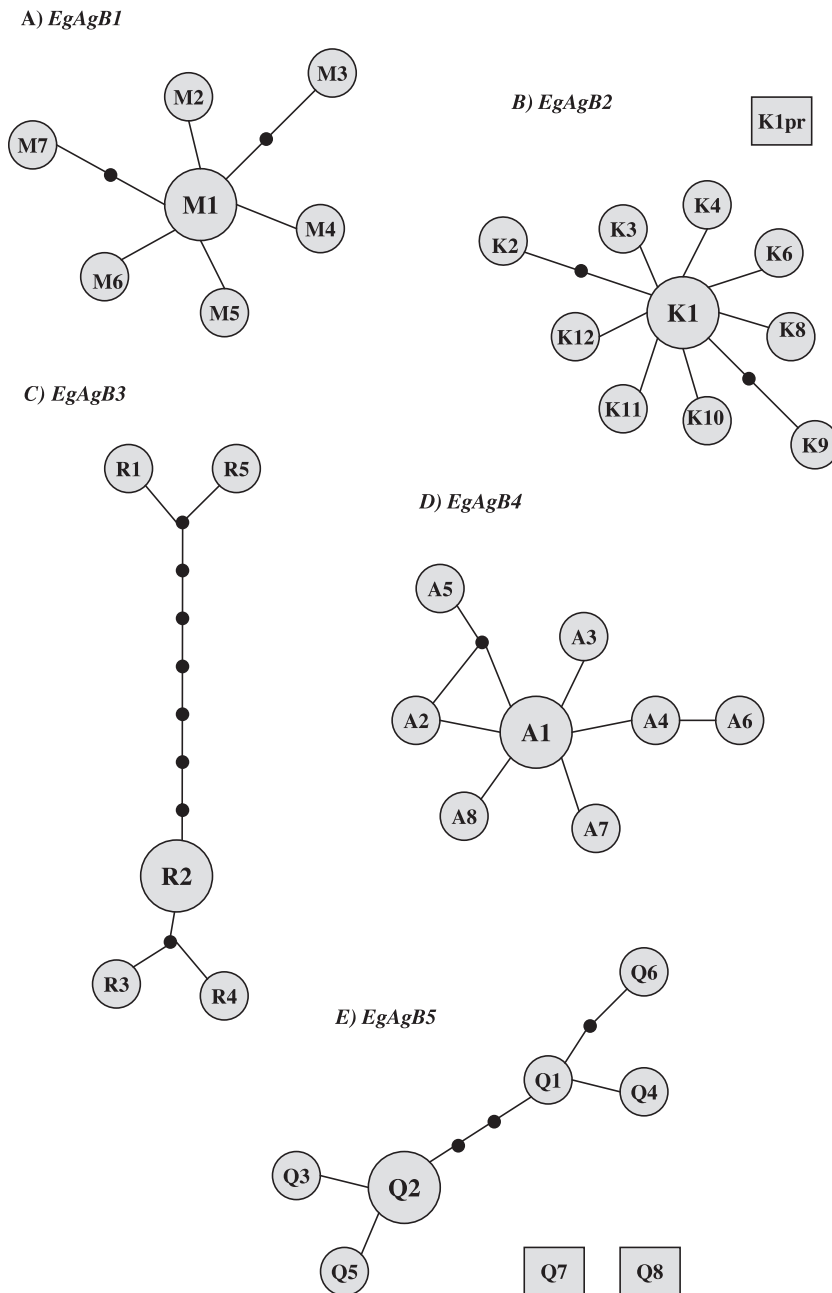 A) EgAgB1
M1
M2
M3
M4
M5
M6
M7
B) EgAgB2
K1pr
K1
K2
K3
K4
K6
K8
K9
K10
K11
K12
C) EgAgB3
R1
R5
R2
R3
R4
D) EgAgB4
A5
A3
A2
A1
A4
A6
A8
A7
E) EgAgB5
Q6
Q1
Q4
Q3
Q2
Q5
Q7
Q8